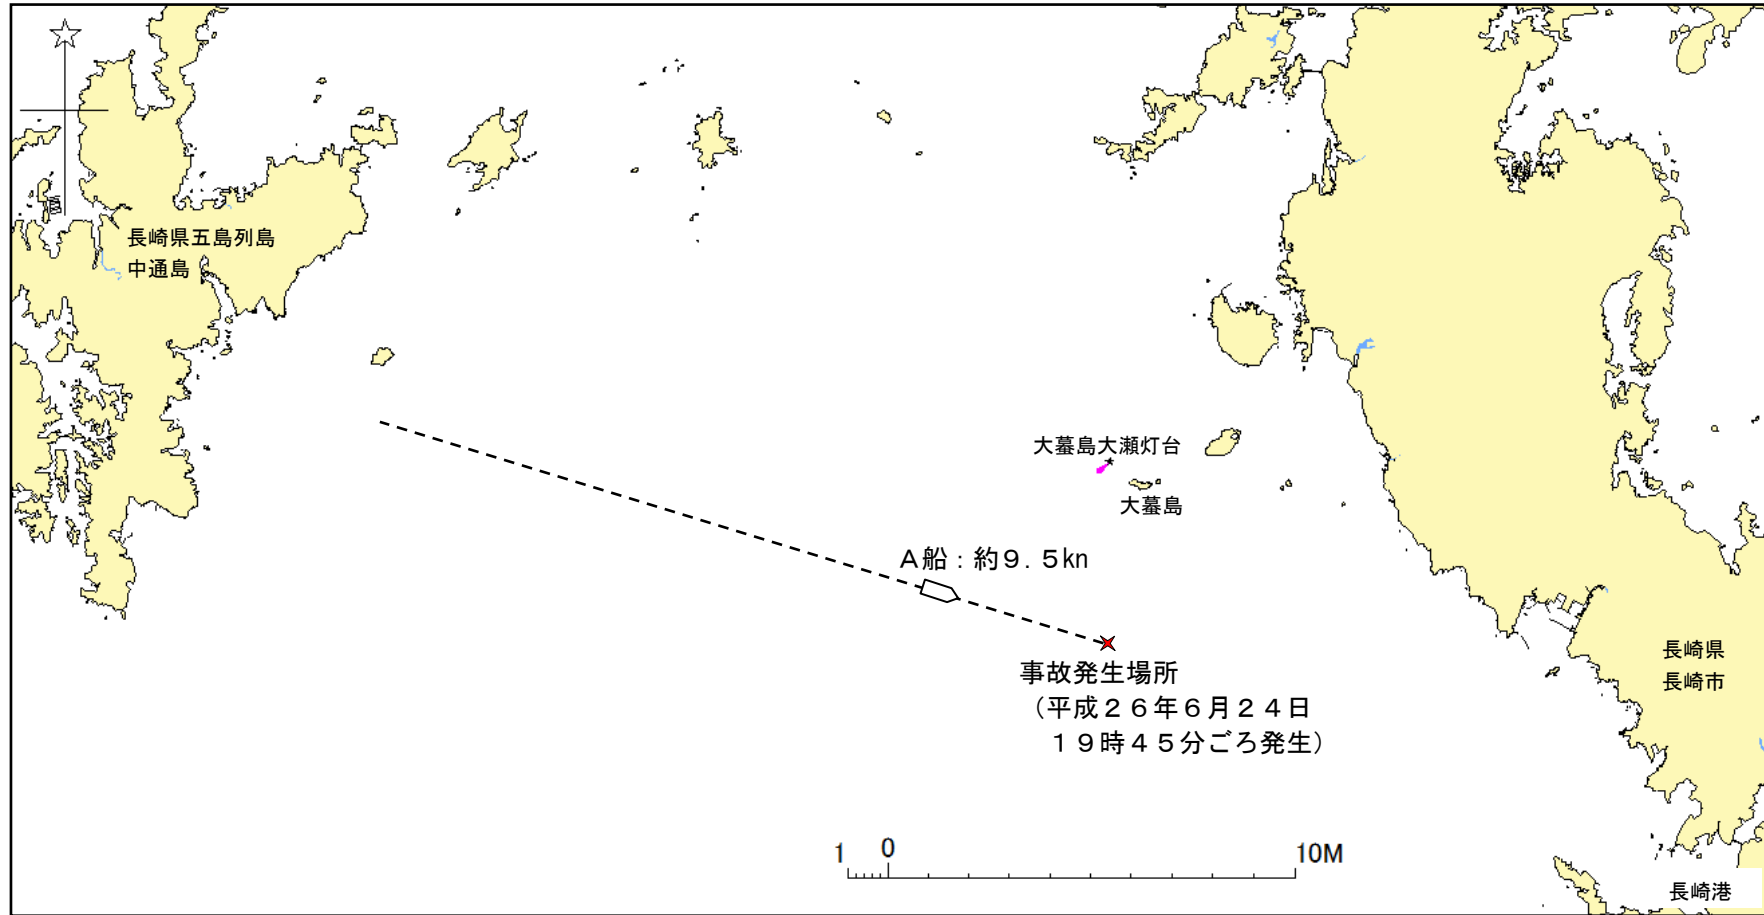 長崎県五島列島
中通島
大蟇島大瀬灯台
大蟇島
A船:約9.5kn
事故発生場所
(平成26年6月24日
19時45分ごろ発生)
長崎県
長崎市
1 0 10M
長崎港